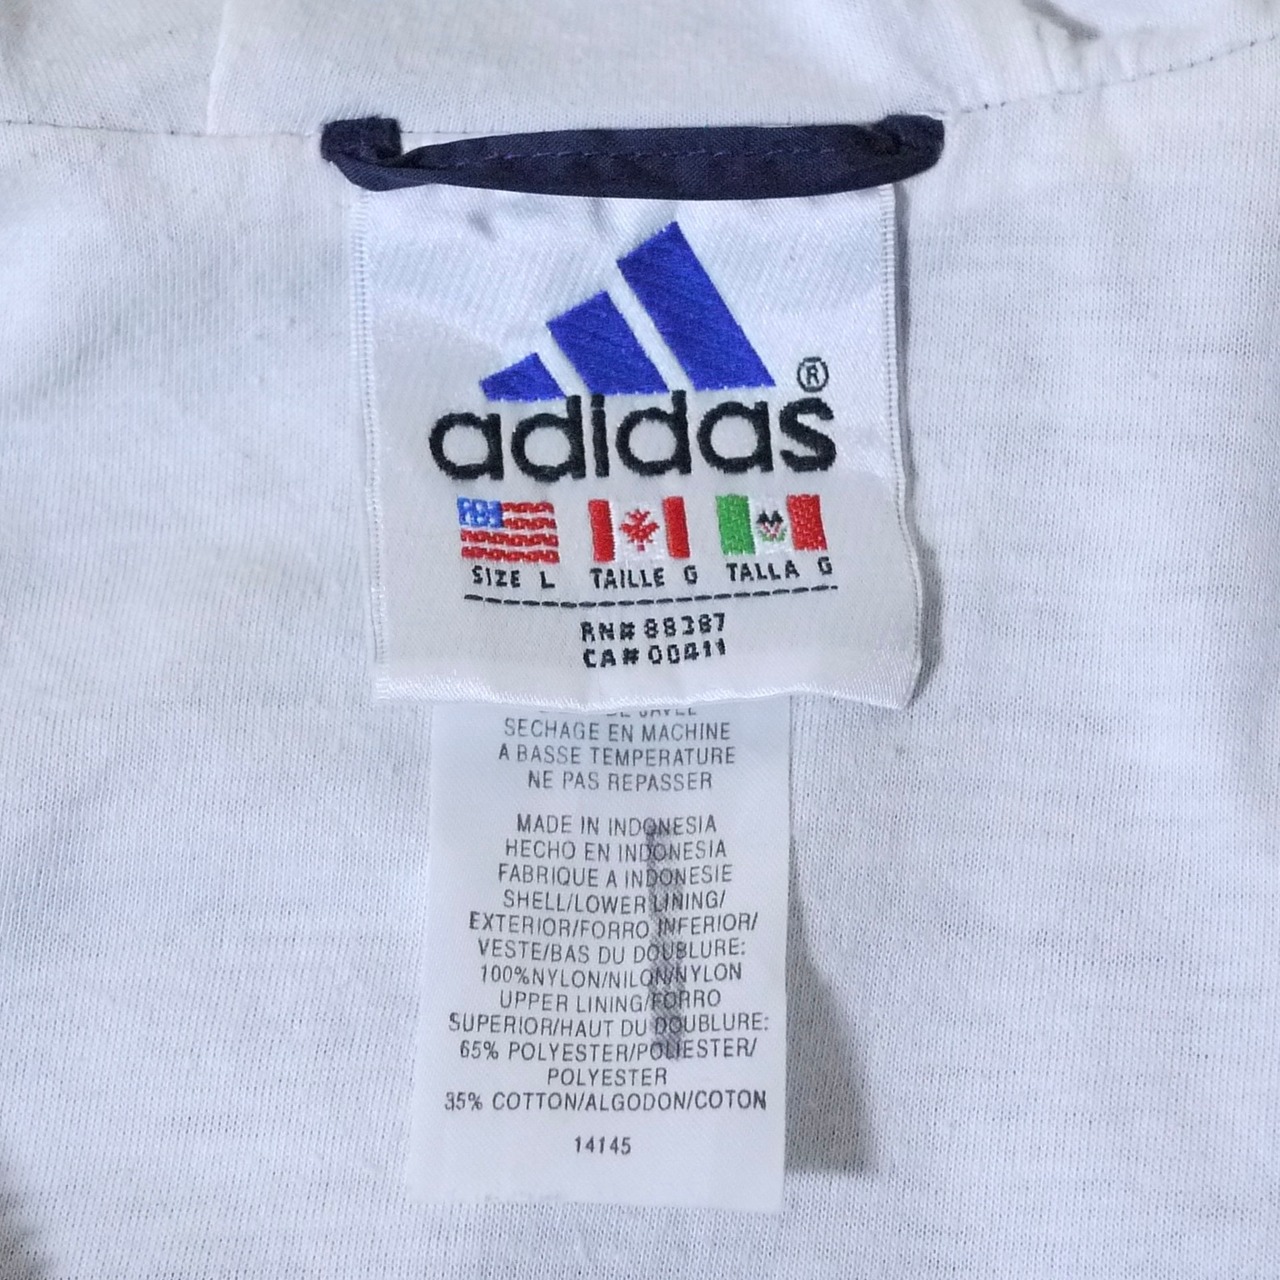 adidas®
SIZE L TAILLE G TALLA G
RN# 88387
CA# 00411
DE JAVEL
SECHAGE EN MACHINE
A BASSE TEMPERATURE
NE PAS REPASSER
MADE IN INDONESIA
HECHO EN INDONESIA
FABRIQUE A INDONESIE
SHELL/LOWER LINING/
EXTERIOR/FORRO INFERIOR/
VESTE/BAS DU DOUBLURE:
100%NYLON/NILON/NYLON
UPPER LINING/FORRO
SUPERIOR/HAUT DU DOUBLURE:
65% POLYESTER/POLIESTER/
POLYESTER
35% COTTON/ALGODON/COTON
14145